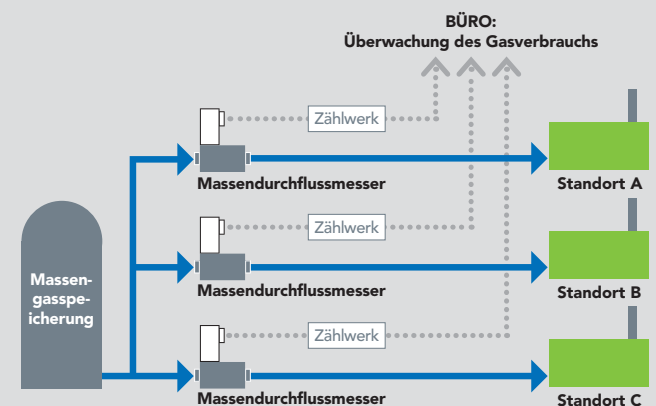 BÜRO:
Überwachung des Gasverbrauchs
Zählwerk
Massendurchflussmesser
Standort A
Zählwerk
Massendurchflussmesser
Standort B
Massen-
gasspe-
icherung
Zählwerk
Massendurchflussmesser
Standort C